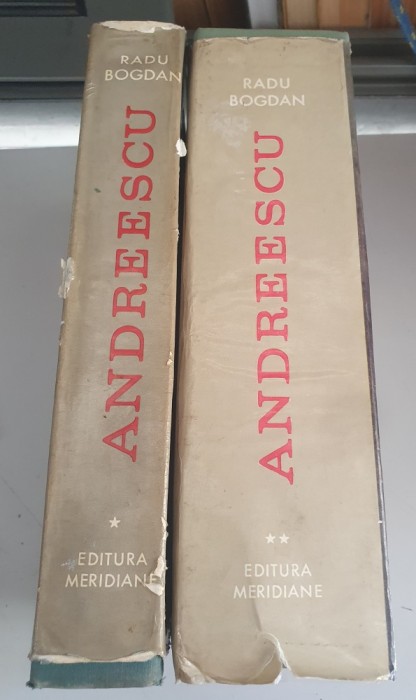 RADU
BOGDAN
ANDREESCU
*
EDITURA
MERIDIANE
RADU
BOGDAN
ANDREESCU
**
EDITURA
MERIDIANE